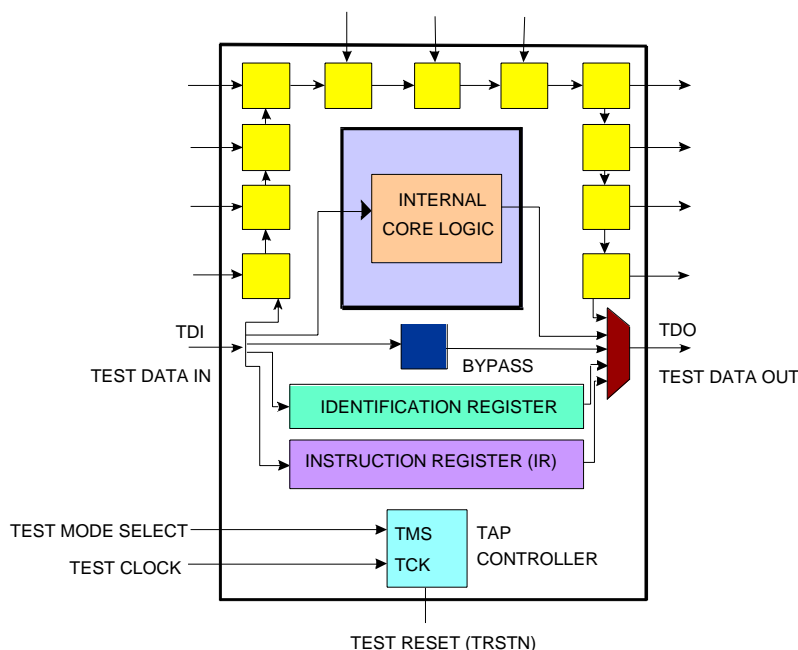 INTERNAL
CORE LOGIC
TDI
TDO
TEST DATA IN
BYPASS
TEST DATA OUT
IDENTIFICATION REGISTER
INSTRUCTION REGISTER (IR)
TEST MODE SELECT
TMS
TAP
CONTROLLER
TEST CLOCK
TCK
TEST RESET (TRSTN)